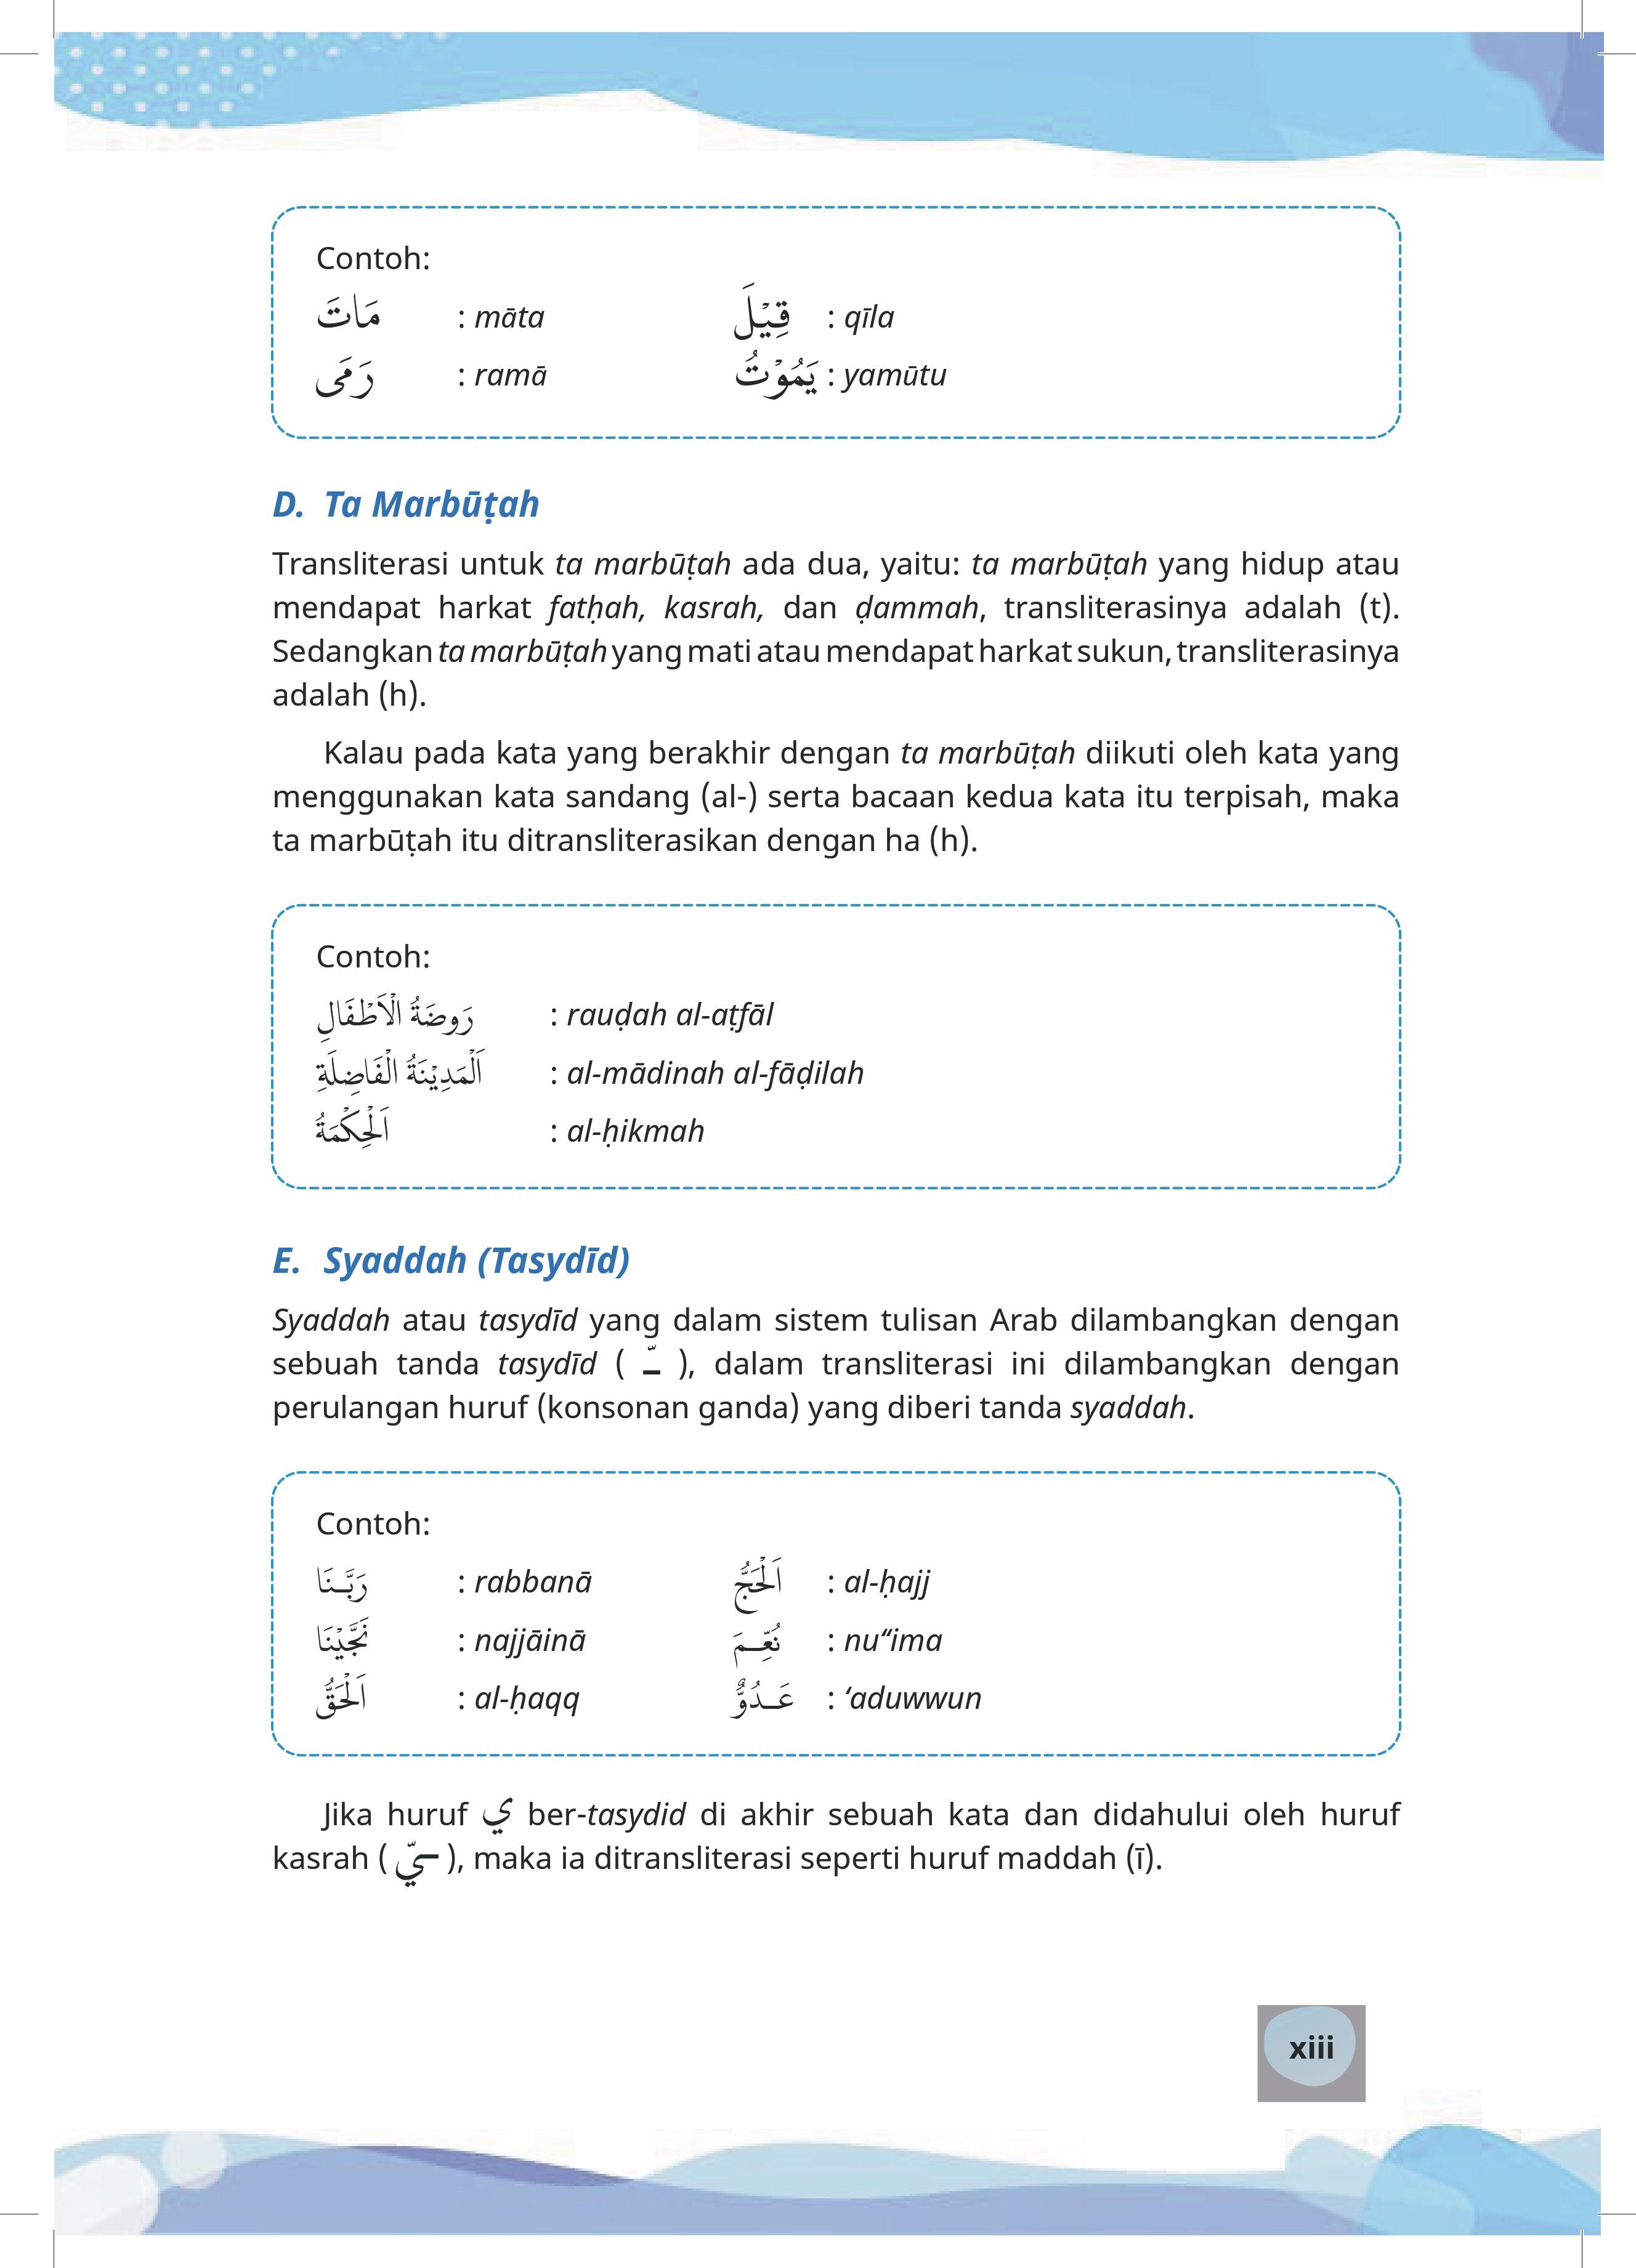 Contoh:
مَاتَ : māta قِيْلَ : qīla
رَمَى : ramā يَمُوْتُ : yamūtu
D. Ta Marbūṭah
Transliterasi untuk ta marbūṭah ada dua, yaitu: ta marbūṭah yang hidup atau
mendapat harkat fatḥah, kasrah, dan ḍammah, transliterasinya adalah (t).
Sedangkan ta marbūṭah yang mati atau mendapat harkat sukun, transliterasinya
adalah (h).
Kalau pada kata yang berakhir dengan ta marbūṭah diikuti oleh kata yang
menggunakan kata sandang (al-) serta bacaan kedua kata itu terpisah, maka
ta marbūṭah itu ditransliterasikan dengan ha (h).
Contoh:
رَوضَةُ الْاَطْفَالِ : rauḍah al-aṭfāl
اَلْمَدِيْنَةُ الْفَاضِلَةِ : al-mādinah al-fāḍilah
اَلْحِكْمَةُ : al-ḥikmah
E. Syaddah (Tasydīd)
Syaddah atau tasydīd yang dalam sistem tulisan Arab dilambangkan dengan
sebuah tanda tasydīd ( ـّ ), dalam transliterasi ini dilambangkan dengan
perulangan huruf (konsonan ganda) yang diberi tanda syaddah.
Contoh:
رَبَّـنَا : rabbanā اَلْحَجُّ : al-ḥajj
نَجَّيْنَا : najjāinā نُعِّـمَ : nu‘‘ima
اَلْحَقُّ : al-ḥaqq عَـدُوٌّ : ‘aduwwun
Jika huruf ي ber-tasydid di akhir sebuah kata dan didahului oleh huruf
kasrah ( ـيّ ), maka ia ditransliterasi seperti huruf maddah (ī).
xiii